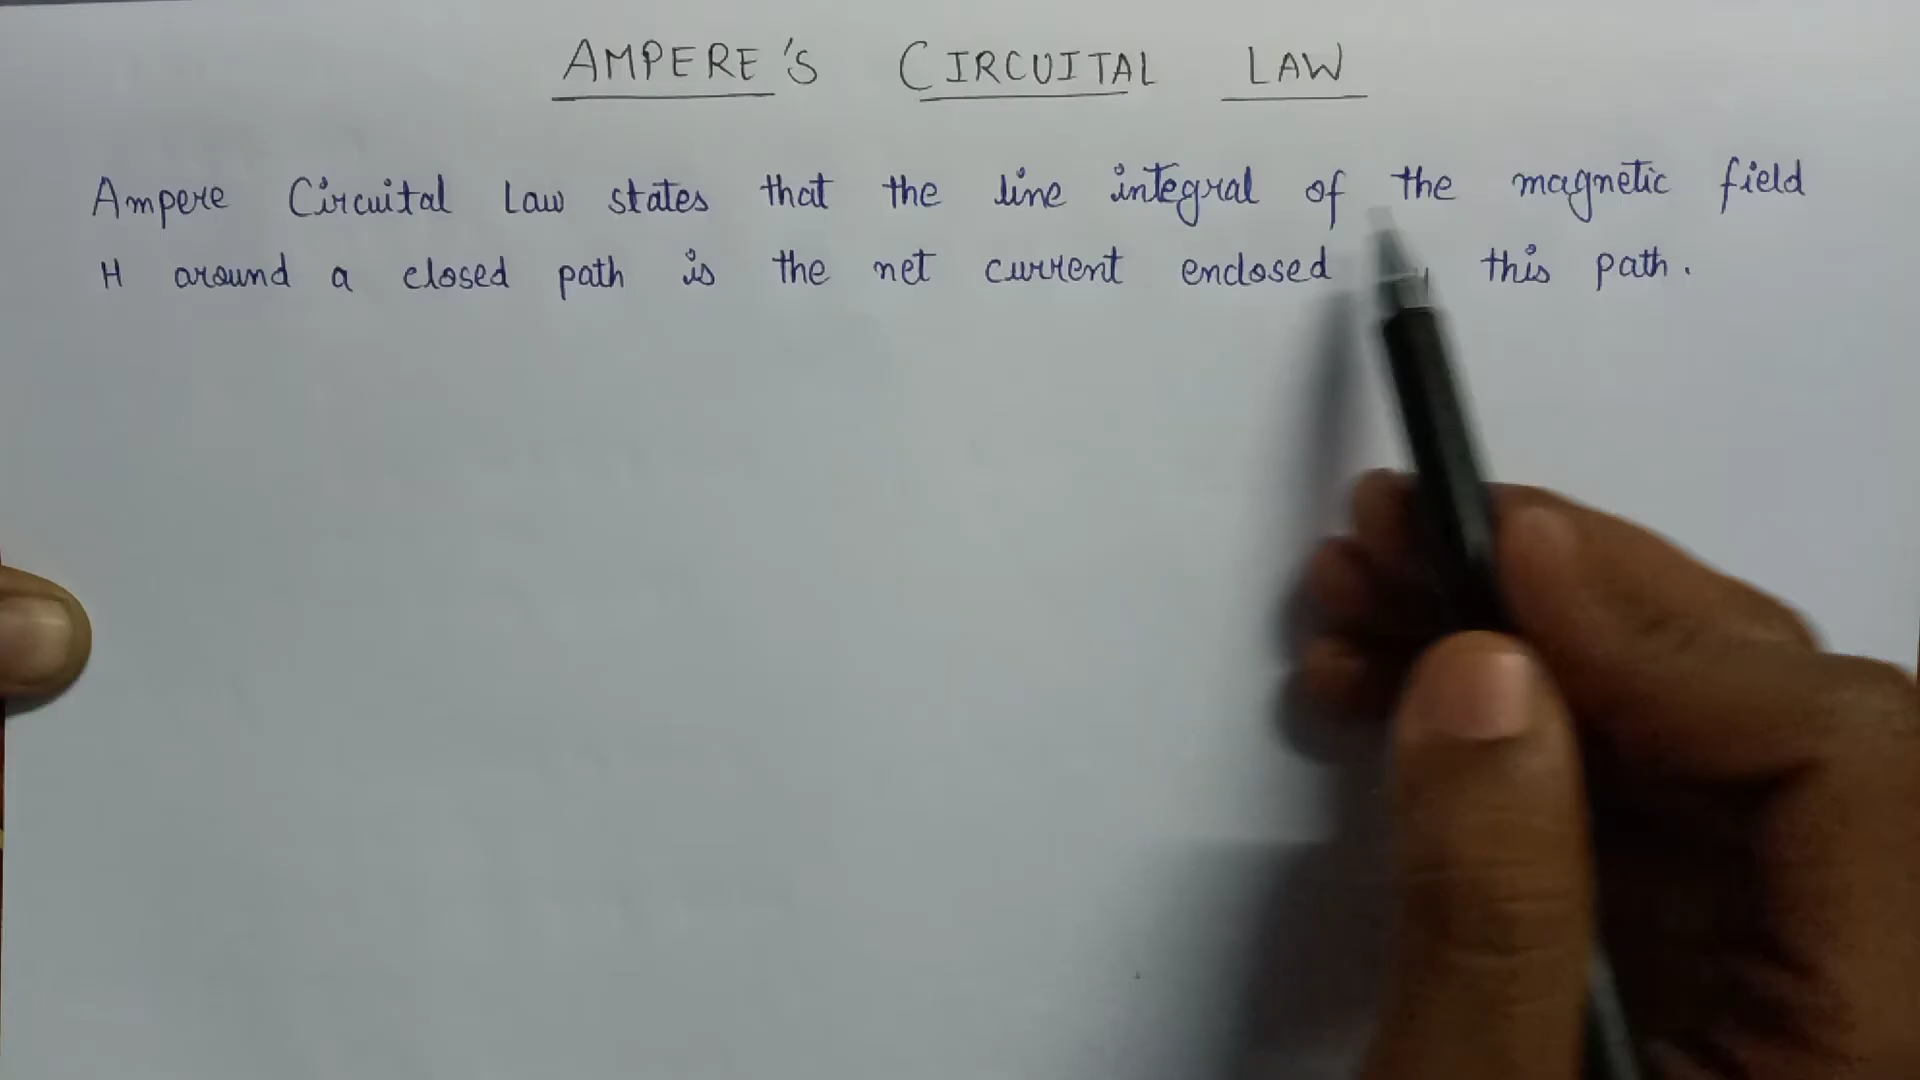 AMPERE'S CIRCUITAL LAW
Ampere Circuital Law states that the line integral of the magnetic field
H around a closed path is the net current enclosed this path.